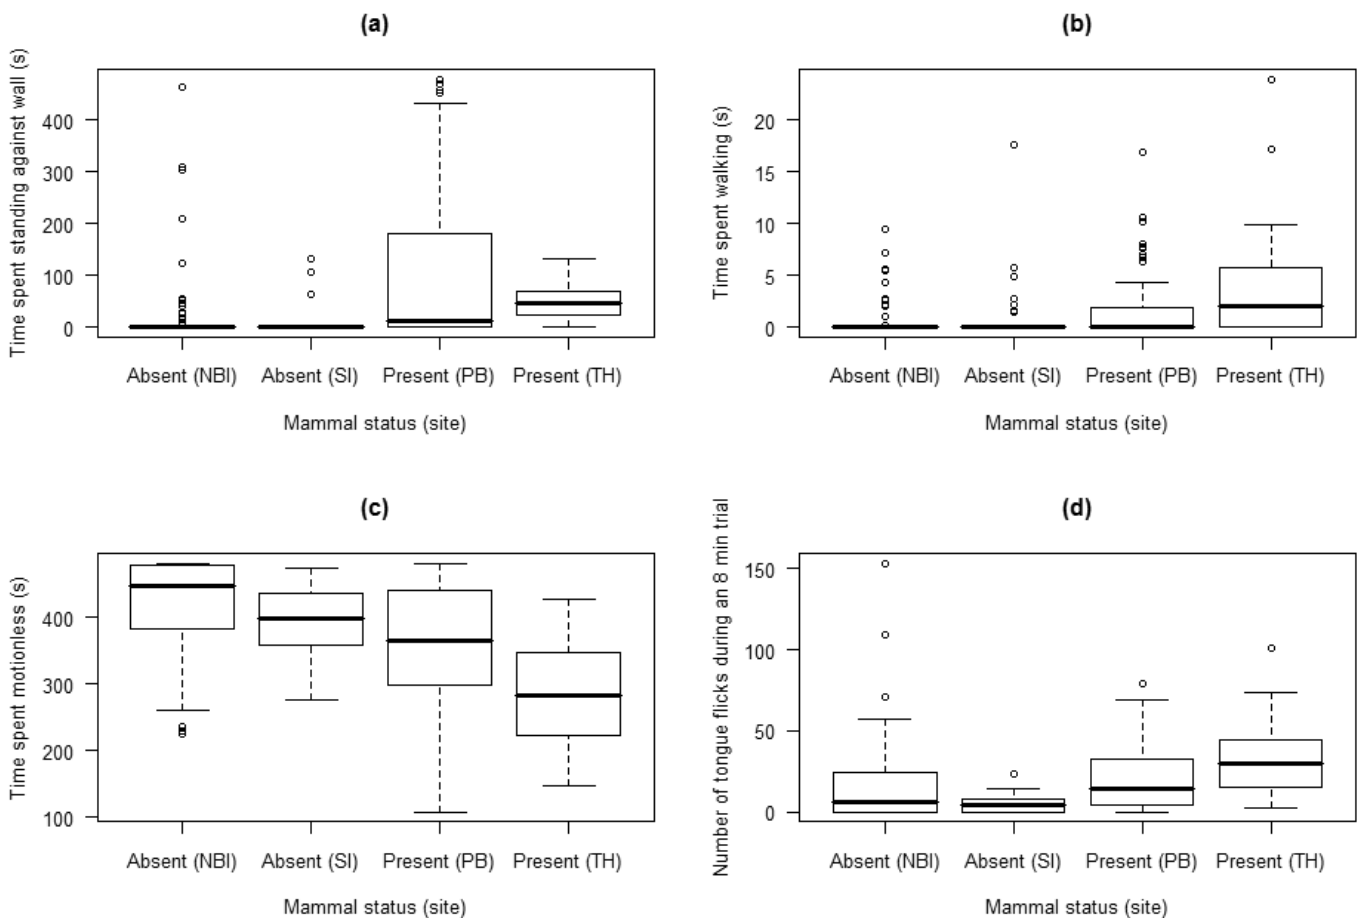 (a)
Time spent standing against wall (s)
400
300
200
100
0
Absent (NBI) Absent (SI) Present (PB) Present (TH)
Mammal status (site)
(b)
Time spent walking (s)
20
15
10
5
0
Absent (NBI) Absent (SI) Present (PB) Present (TH)
Mammal status (site)
(c)
Time spent motionless (s)
400
300
200
100
Absent (NBI) Absent (SI) Present (PB) Present (TH)
Mammal status (site)
(d)
Number of tongue flicks during an 8 min trial
150
100
50
0
Absent (NBI) Absent (SI) Present (PB) Present (TH)
Mammal status (site)